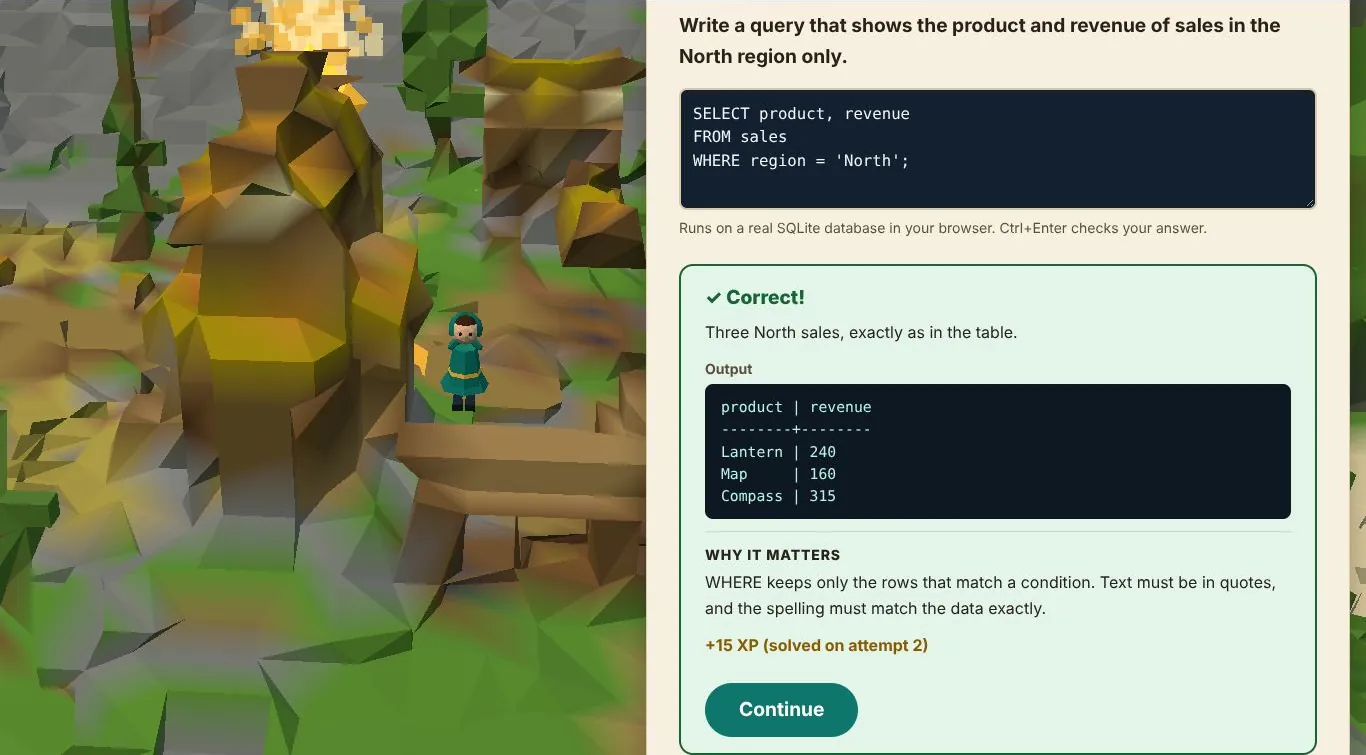 Write a query that shows the product and revenue of sales in the
North region only.
SELECT product, revenue
FROM sales
WHERE region = 'North';
Runs on a real SQLite database in your browser. Ctrl+Enter checks your answer.
✓ Correct!
Three North sales, exactly as in the table.
Output
product | revenue
--------+--------
Lantern | 240
Map     | 160
Compass | 315
WHY IT MATTERS
WHERE keeps only the rows that match a condition. Text must be in quotes,
and the spelling must match the data exactly.
+15 XP (solved on attempt 2)
Continue